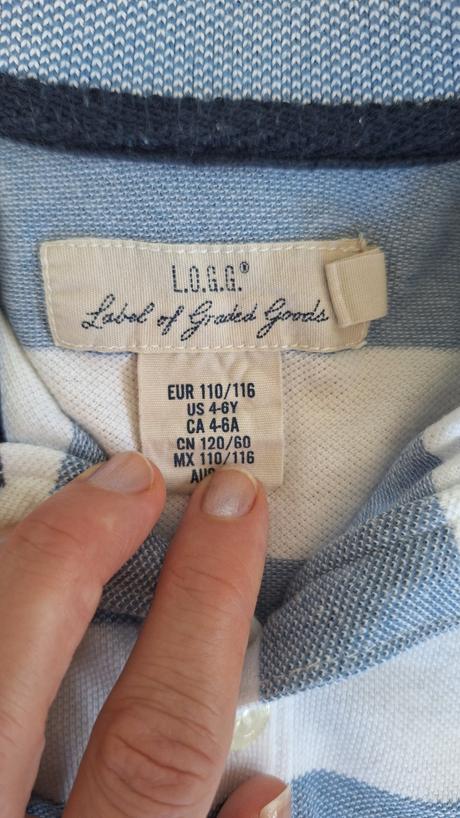 L.O.G.G.®
Label of Graded Goods
EUR 110/116
US 4-6Y
CA 4-6A
CN 120/60
MX 110/116